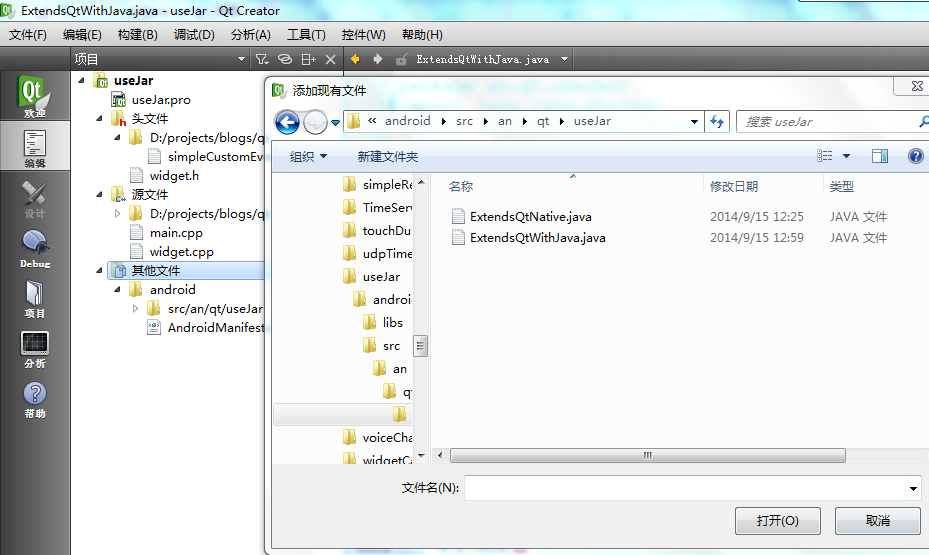 ExtendsQtWithJava.java - useJar - Qt Creator
文件(F) 编辑(E) 构建(B) 调试(D) 分析(A) 工具(T) 控件(W) 帮助(H)
项目
ExtendsQtWithJava.java
欢迎
编辑
设计
Debug
项目
分析
帮助
useJar
useJar.pro
头文件
D:/projects/blogs/q
simpleCustomEv
widget.h
源文件
D:/projects/blogs/q
main.cpp
widget.cpp
其他文件
android
src/an/qt/useJar
AndroidManifest
添加现有文件
« android src an qt useJar
搜索 useJar
组织 新建文件夹
simpleRe
TimeServ
touchDu
udpTime
useJar
androi
libs
src
an
q
voiceCha
widgetCa
名称 修改日期 类型
ExtendsQtNative.java 2014/9/15 12:25 JAVA 文件
ExtendsQtWithJava.java 2014/9/15 12:59 JAVA 文件
文件名(N):
打开(O) 取消